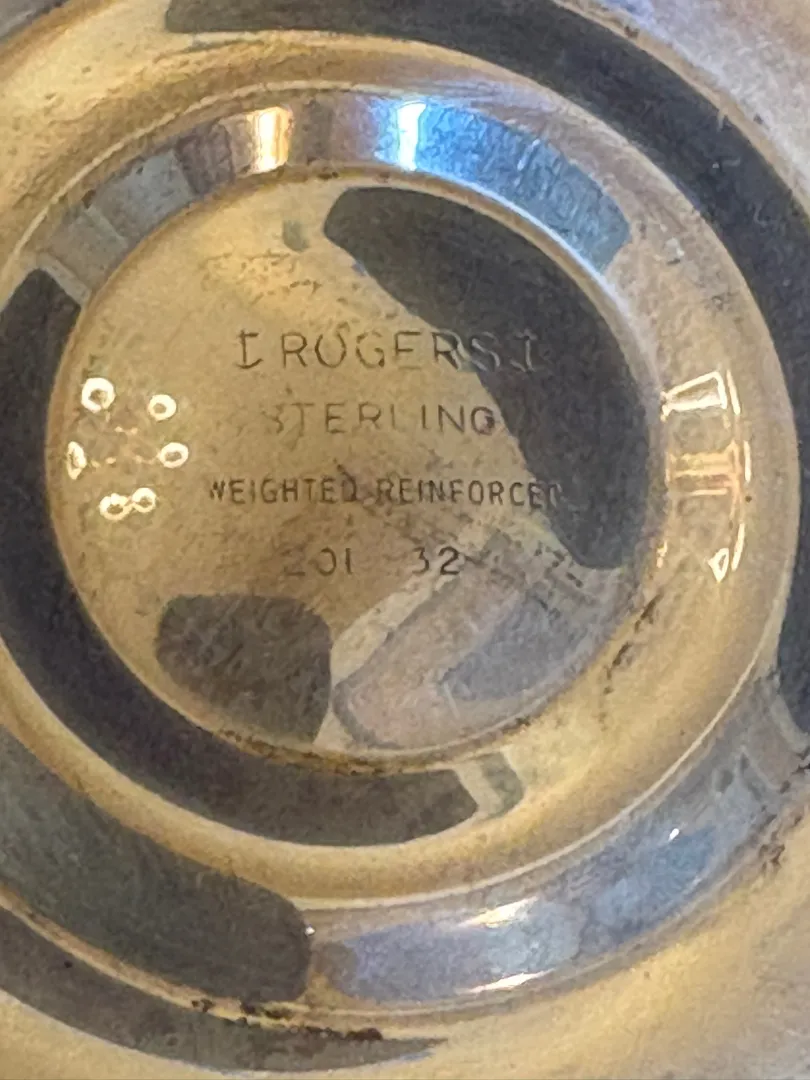 ROGERS
STERLING
WEIGHTED REINFORCED
201 32